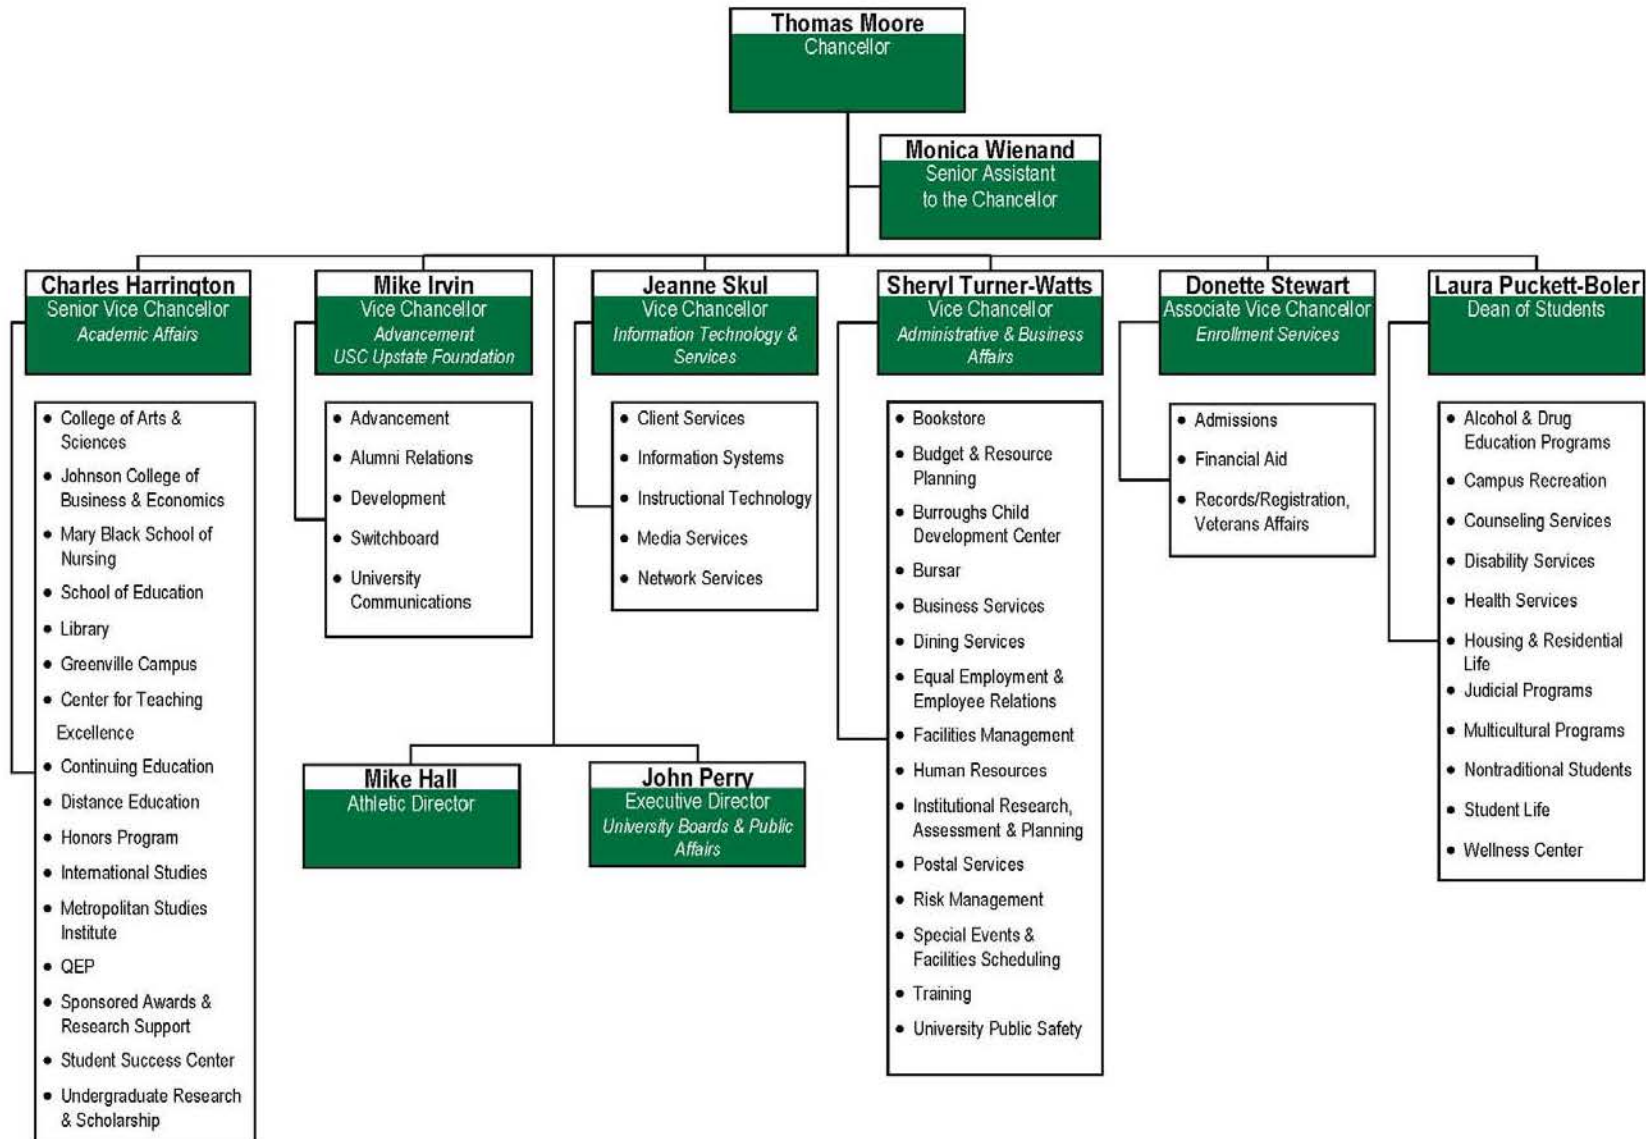 Thomas Moore
Chancellor
Monica Wienand
Senior Assistant
to the Chancellor
Charles Harrington
Senior Vice Chancellor
Academic Affairs
Mike Irvin
Vice Chancellor
Advancement
USC Upstate Foundation
Jeanne Skul
Vice Chancellor
Information Technology &
Services
Sheryl Turner-Watts
Vice Chancellor
Administrative & Business
Affairs
Donette Stewart
Associate Vice Chancellor
Enrollment Services
Laura Puckett-Boler
Dean of Students
• College of Arts &
Sciences
• Johnson College of
Business & Economics
• Mary Black School of
Nursing
• School of Education
• Library
• Greenville Campus
• Center for Teaching
Excellence
• Continuing Education
• Distance Education
• Honors Program
• International Studies
• Metropolitan Studies
Institute
• QEP
• Sponsored Awards &
Research Support
• Student Success Center
• Undergraduate Research
& Scholarship
• Advancement
• Alumni Relations
• Development
• Switchboard
• University
Communications
• Client Services
• Information Systems
• Instructional Technology
• Media Services
• Network Services
• Bookstore
• Budget & Resource
Planning
• Burroughs Child
Development Center
• Bursar
• Business Services
• Dining Services
• Equal Employment &
Employee Relations
• Facilities Management
• Human Resources
• Institutional Research,
Assessment & Planning
• Postal Services
• Risk Management
• Special Events &
Facilities Scheduling
• Training
• University Public Safety
• Admissions
• Financial Aid
• Records/Registration,
Veterans Affairs
• Alcohol & Drug
Education Programs
• Campus Recreation
• Counseling Services
• Disability Services
• Health Services
• Housing & Residential
Life
• Judicial Programs
• Multicultural Programs
• Nontraditional Students
• Student Life
• Wellness Center
Mike Hall
Athletic Director
John Perry
Executive Director
University Boards & Public
Affairs